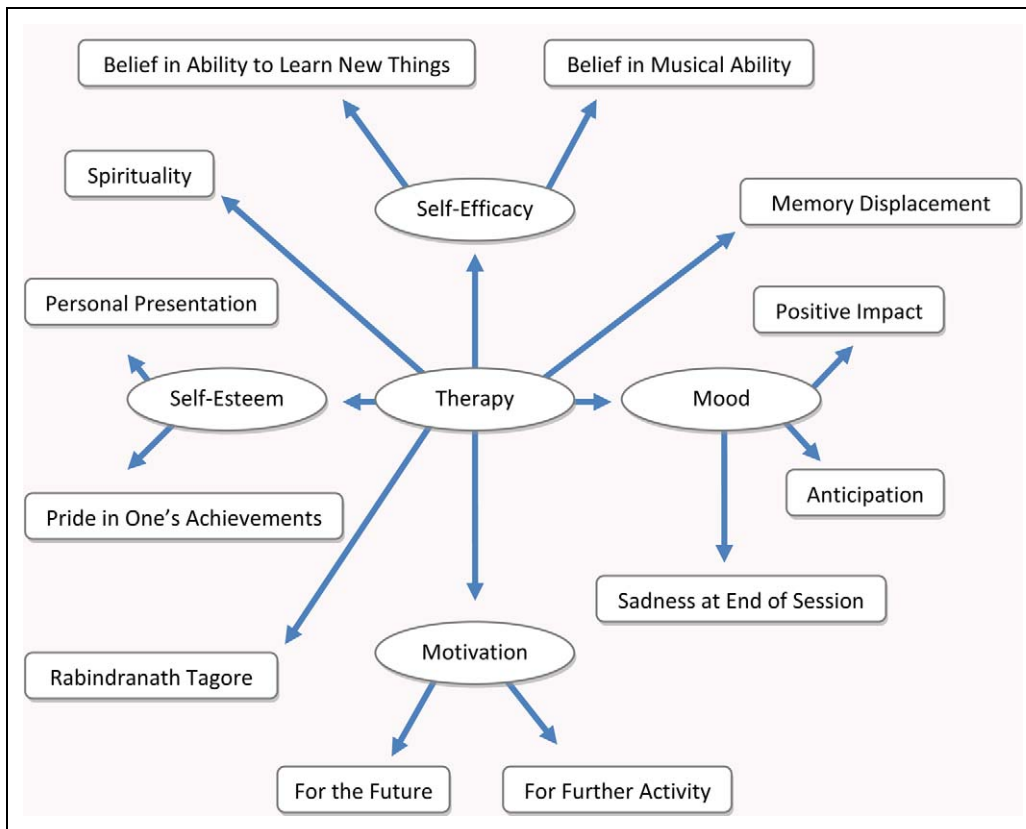 Belief in Ability to Learn New Things
Belief in Musical Ability
Spirituality
Self-Efficacy
Memory Displacement
Personal Presentation
Positive Impact
Self-Esteem
Therapy
Mood
Anticipation
Pride in One’s Achievements
Sadness at End of Session
Motivation
Rabindranath Tagore
For the Future
For Further Activity